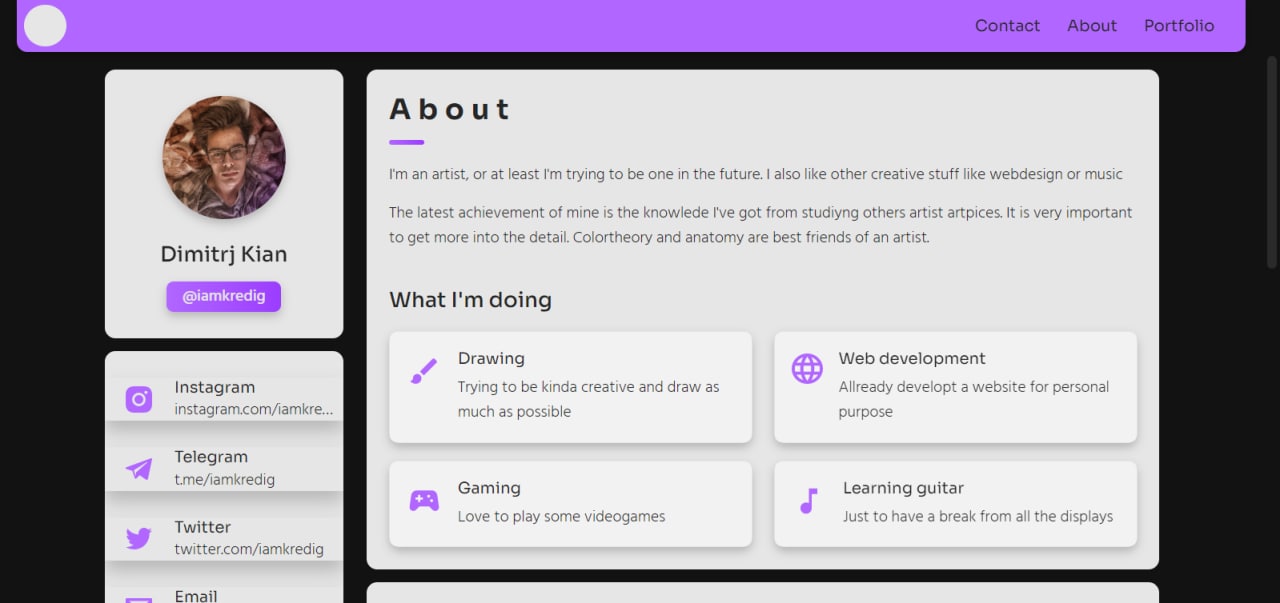 Contact About Portfolio
Dimitrj Kian
@iamkredig
Instagram
instagram.com/iamkre...
Telegram
t.me/iamkredig
Twitter
twitter.com/iamkredig
Email
About
I'm an artist, or at least I'm trying to be one in the future. I also like other creative stuff like webdesign or music
The latest achievement of mine is the knowlede I've got from studiyng others artist artpices. It is very important
to get more into the detail. Colortheory and anatomy are best friends of an artist.
What I'm doing
Drawing
Trying to be kinda creative and draw as
much as possible
Web development
Allready developt a website for personal
purpose
Gaming
Love to play some videogames
Learning guitar
Just to have a break from all the displays